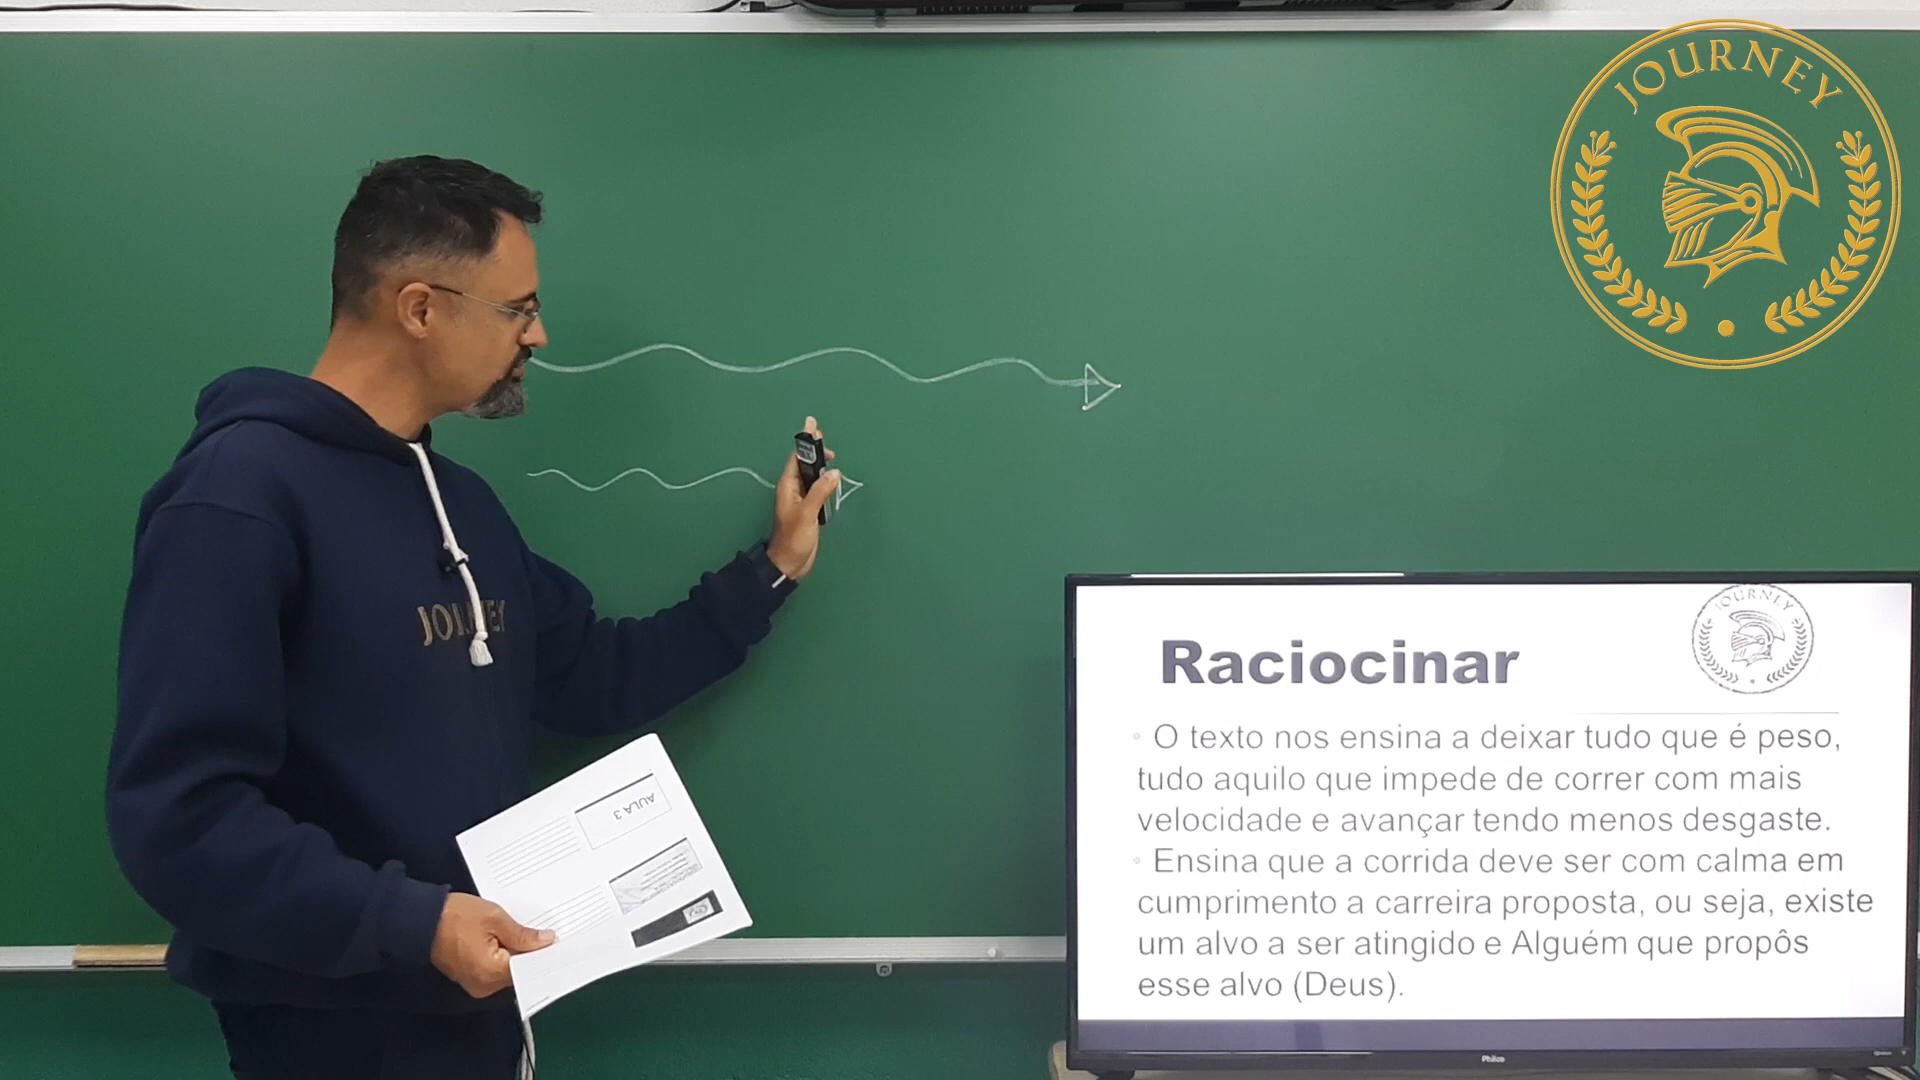 JOURNEY
JOURNEY
AULA 3
JOURNEY
Raciocinar
O texto nos ensina a deixar tudo que é peso,
tudo aquilo que impede de correr com mais
velocidade e avançar tendo menos desgaste.
Ensina que a corrida deve ser com calma em
cumprimento a carreira proposta, ou seja, existe
um alvo a ser atingido e Alguém que propôs
esse alvo (Deus).
Philco